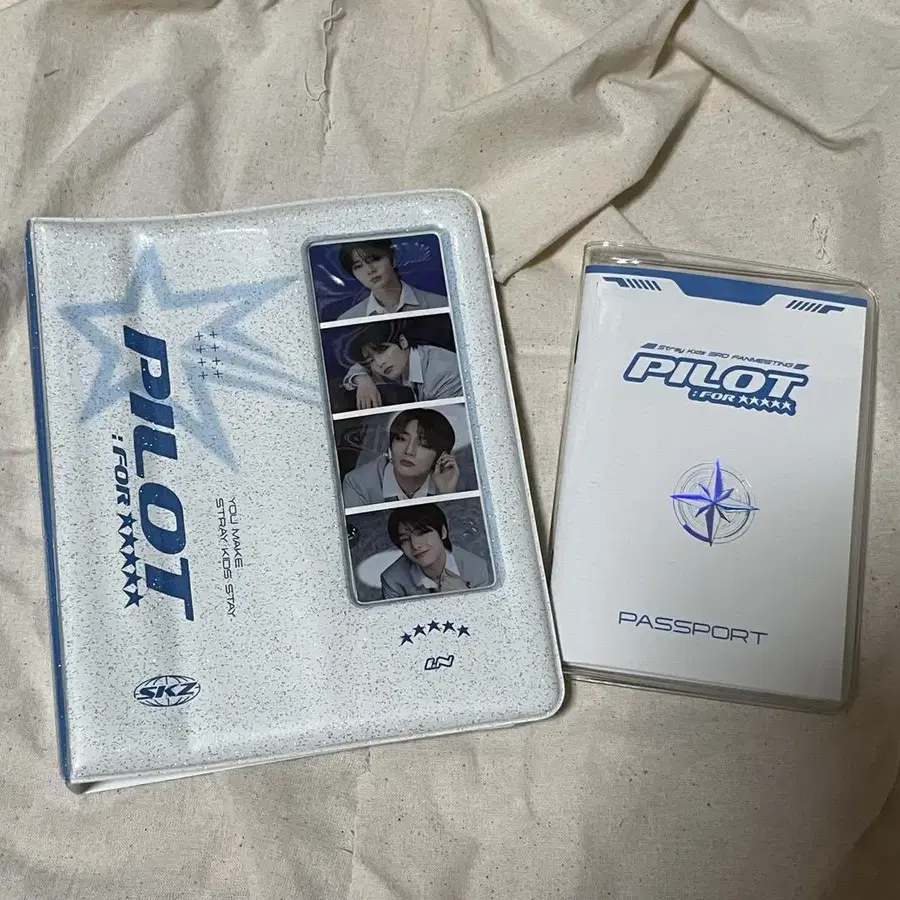 PILOT
:FOR ★★★★★
YOU MAKE
STRAY KIDS STAY
SKZ
★★★★★
I.N
Stray Kids 3RD FANMEETING
PILOT
:FOR ★★★★★
PASSPORT